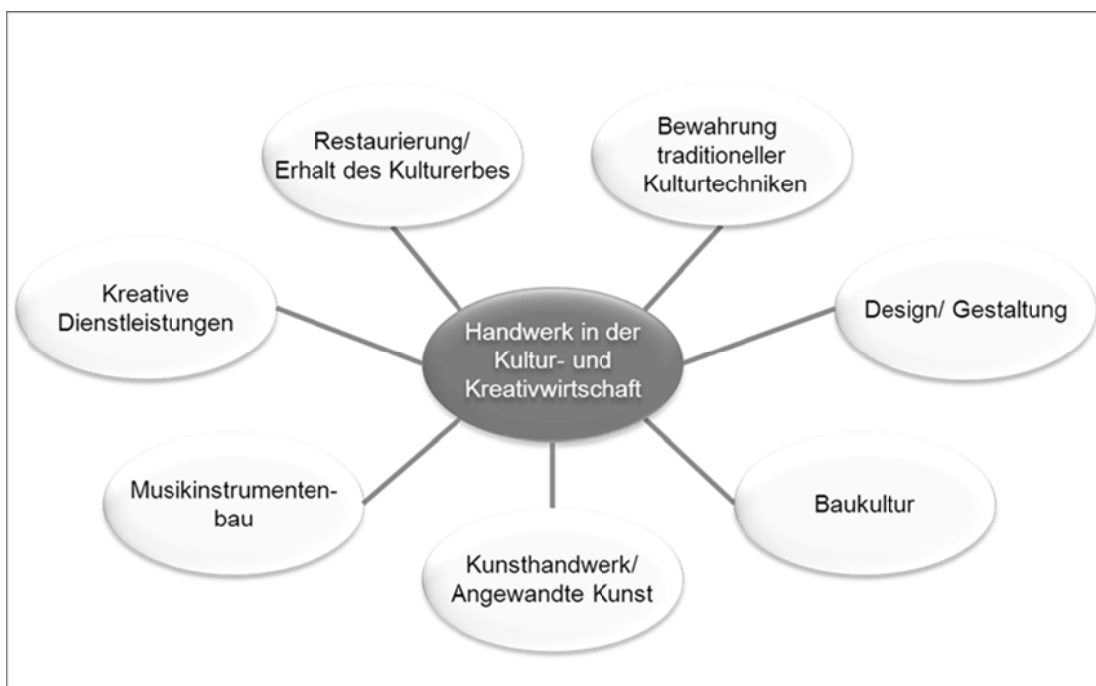 Restaurierung/
Erhalt des Kulturerbes
Bewahrung
traditioneller
Kulturtechniken
Kreative
Dienstleistungen
Design/ Gestaltung
Handwerk in der
Kultur- und
Kreativwirtschaft
Musikinstrumenten-
bau
Baukultur
Kunsthandwerk/
Angewandte Kunst